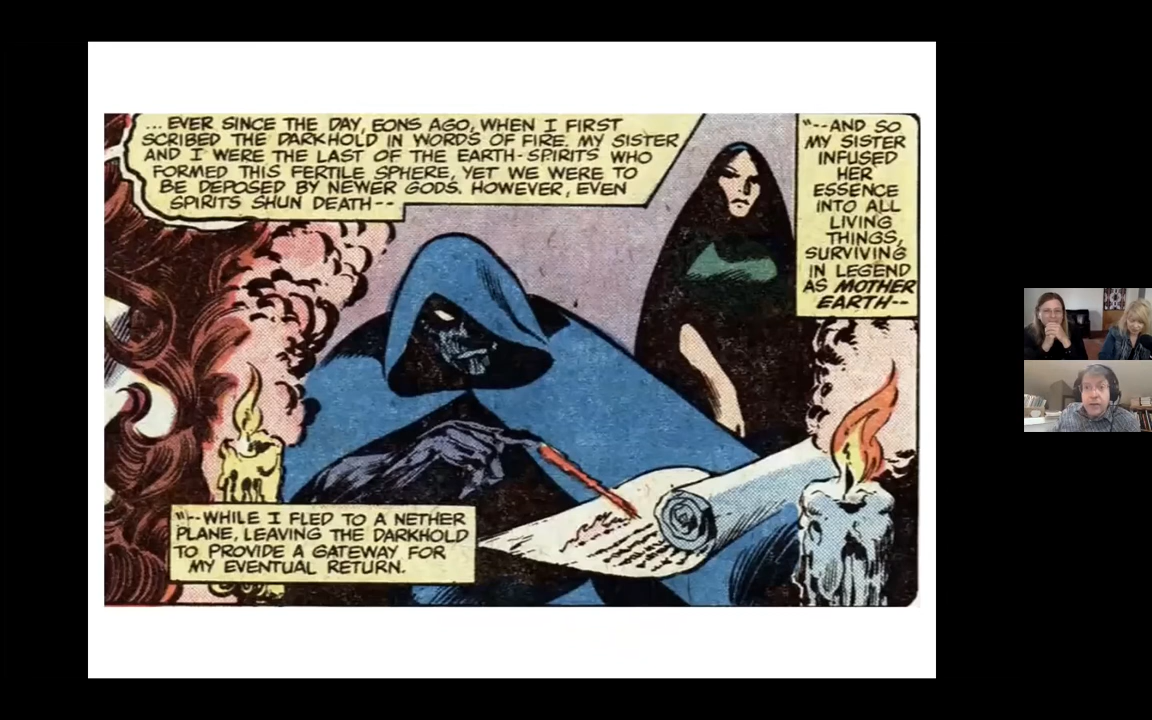 ... EVER SINCE THE DAY, EONS AGO, WHEN I FIRST
SCRIBED THE DARKHOLD IN WORDS OF FIRE. MY SISTER
AND I WERE THE LAST OF THE EARTH-SPIRITS WHO
FORMED THIS FERTILE SPHERE, YET WE WERE TO
BE DEPOSED BY NEWER GODS. HOWEVER, EVEN
SPIRITS SHUN DEATH--
"--AND SO
MY SISTER
INFUSED
HER
ESSENCE
INTO ALL
LIVING
THINGS,
SURVIVING
IN LEGEND
AS MOTHER
EARTH--
"--WHILE I FLED TO A NETHER
PLANE, LEAVING THE DARKHOLD
TO PROVIDE A GATEWAY FOR
MY EVENTUAL RETURN.